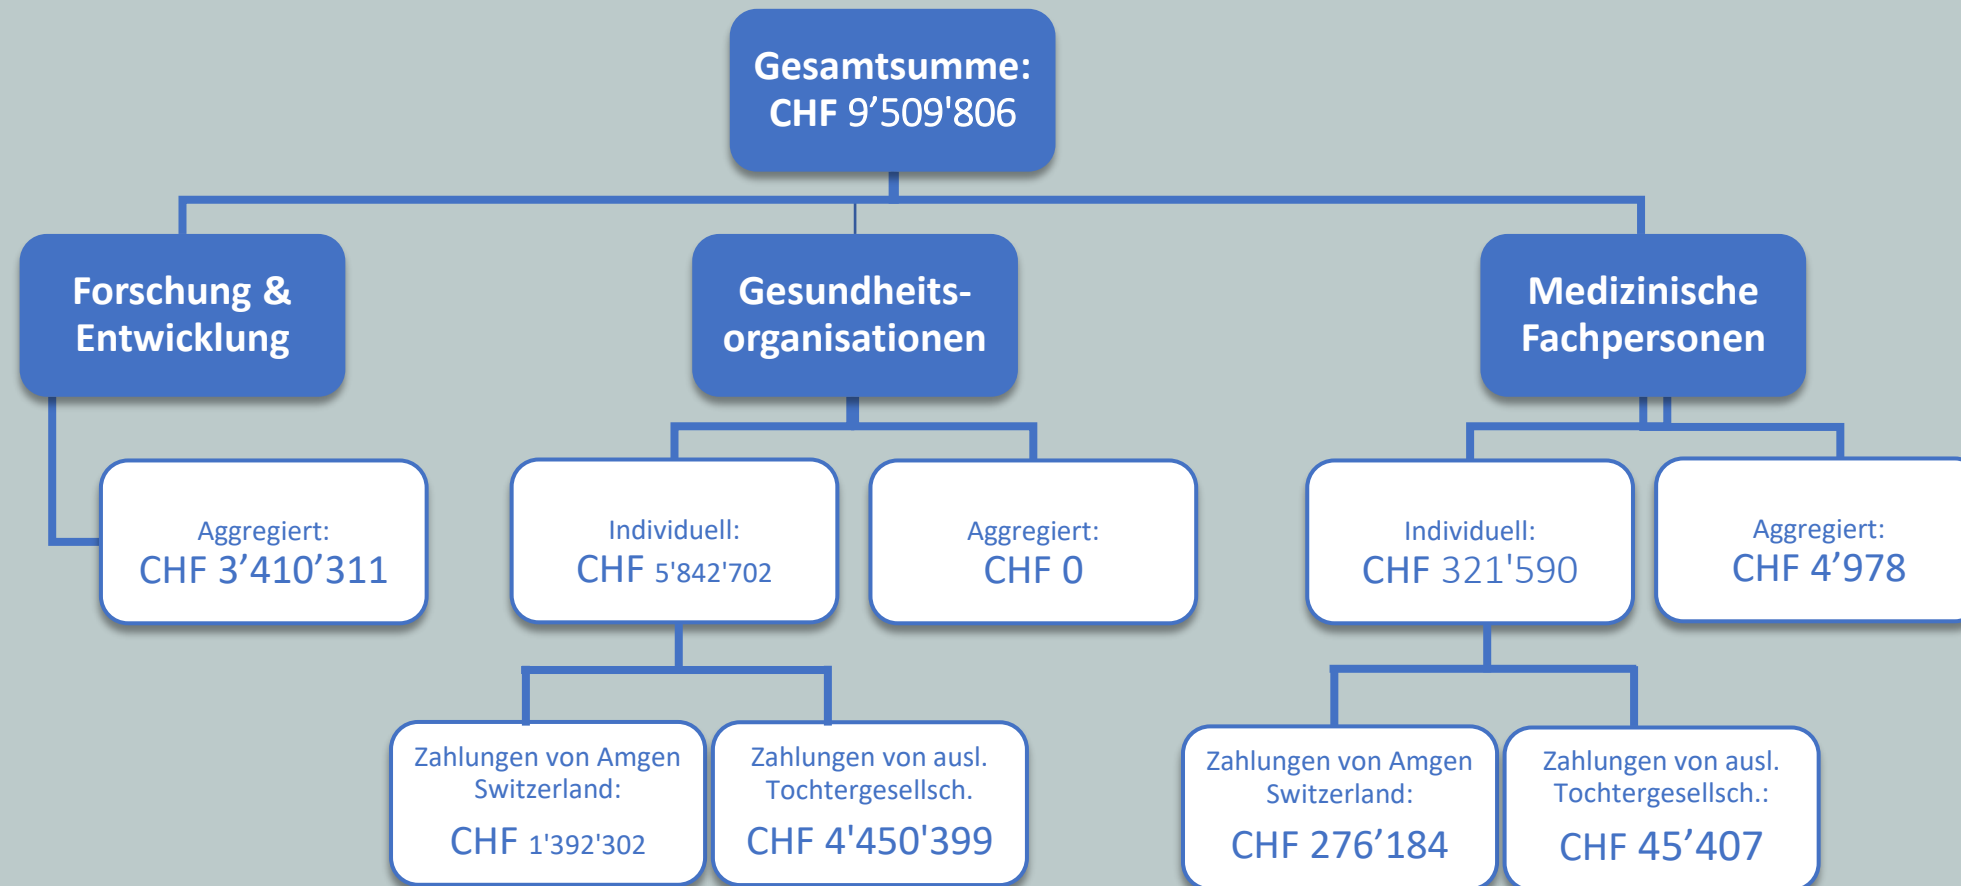 Gesamtsumme:
CHF 9’509'806
Forschung &
Entwicklung
Gesundheits-
organisationen
Medizinische
Fachpersonen
Aggregiert:
CHF 3’410’311
Individuell:
CHF 5'842'702
Aggregiert:
CHF 0
Individuell:
CHF 321'590
Aggregiert:
CHF 4’978
Zahlungen von Amgen
Switzerland:
CHF 1'392'302
Zahlungen von ausl.
Tochtergesellsch.
CHF 4'450'399
Zahlungen von Amgen
Switzerland:
CHF 276’184
Zahlungen von ausl.
Tochtergesellsch.:
CHF 45’407